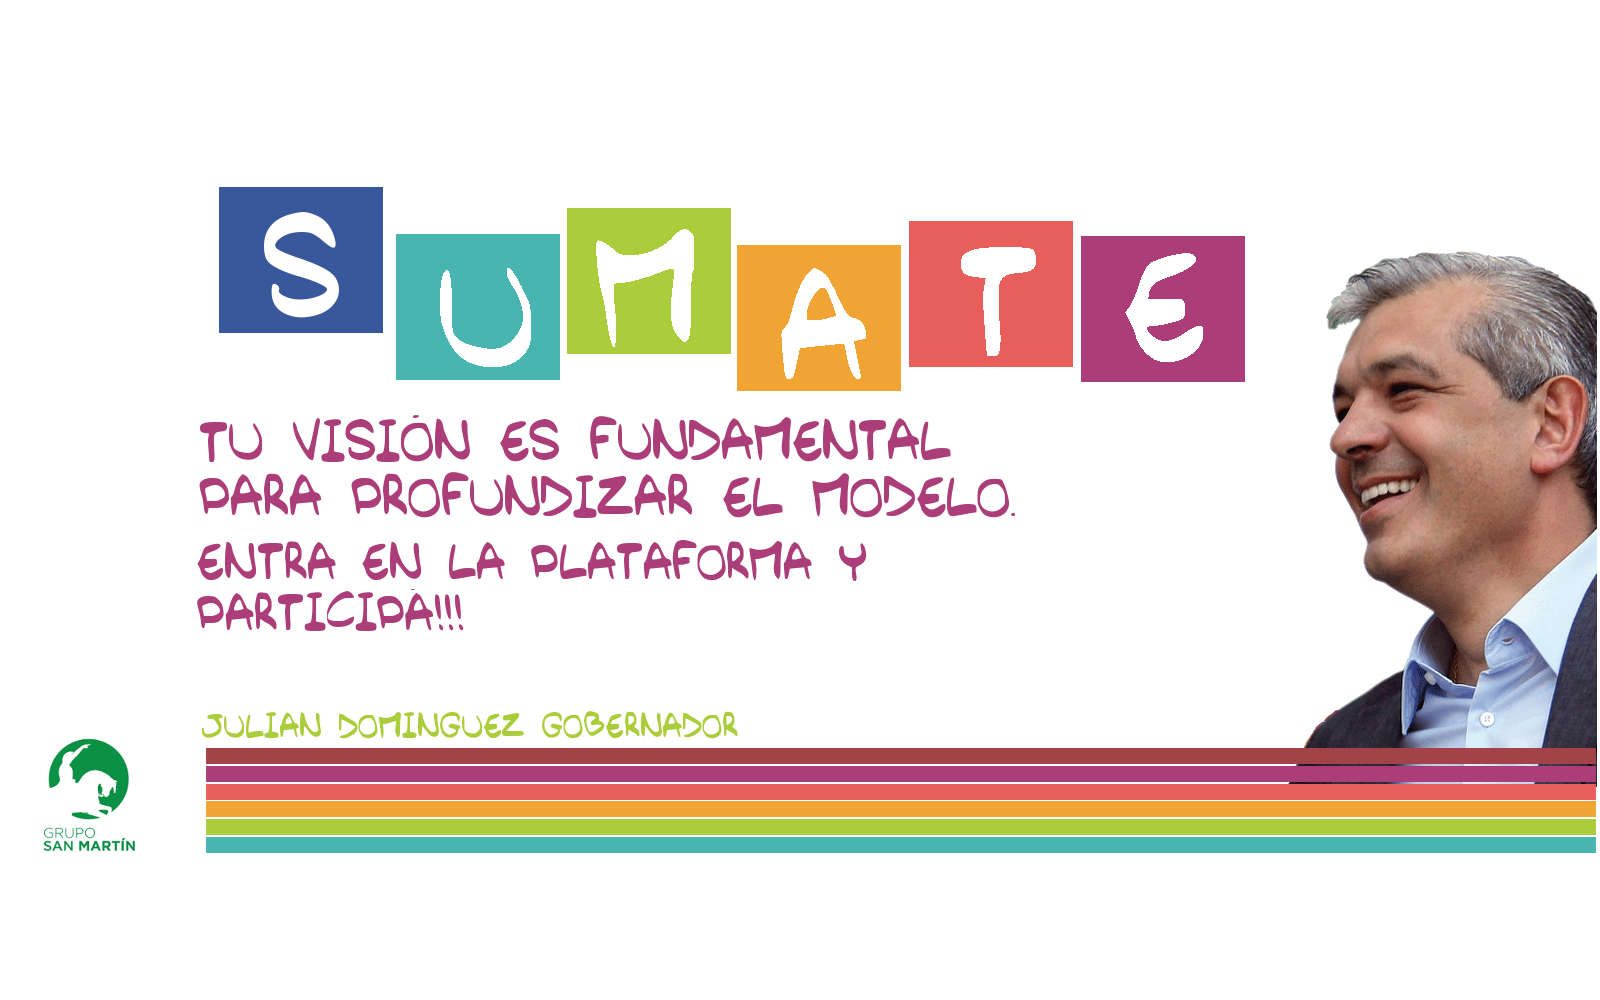 SUMATE
TU VISIÓN ES FUNDAMENTAL
PARA PROFUNDIZAR EL MODELO.
ENTRA EN LA PLATAFORMA Y
PARTICIPÁ!!!
JULIAN DOMINGUEZ GOBERNADOR
GRUPO
SAN MARTÍN